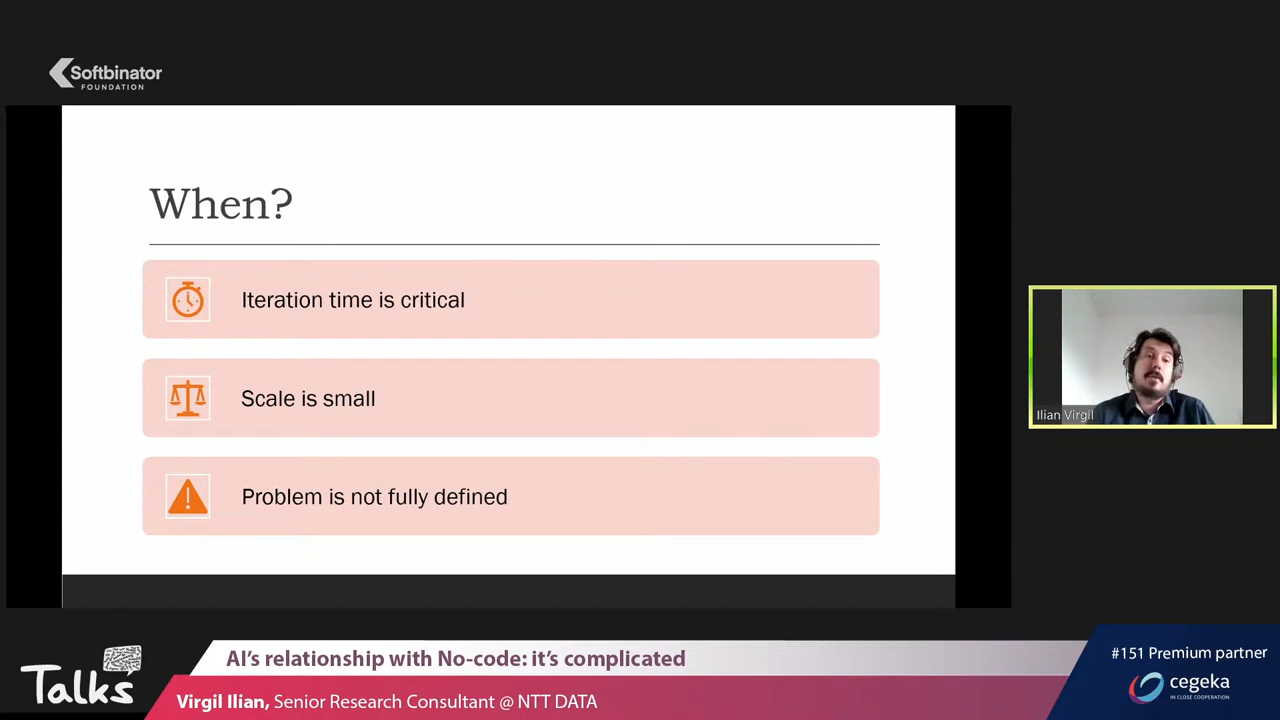 Softbinator
FOUNDATION
When?
Iteration time is critical
Scale is small
Problem is not fully defined
Ilian Virgil
Talks
AI's relationship with No-code: it's complicated
Virgil Ilian, Senior Research Consultant @ NTT DATA
#151 Premium partner
cegeka
IN CLOSE COOPERATION